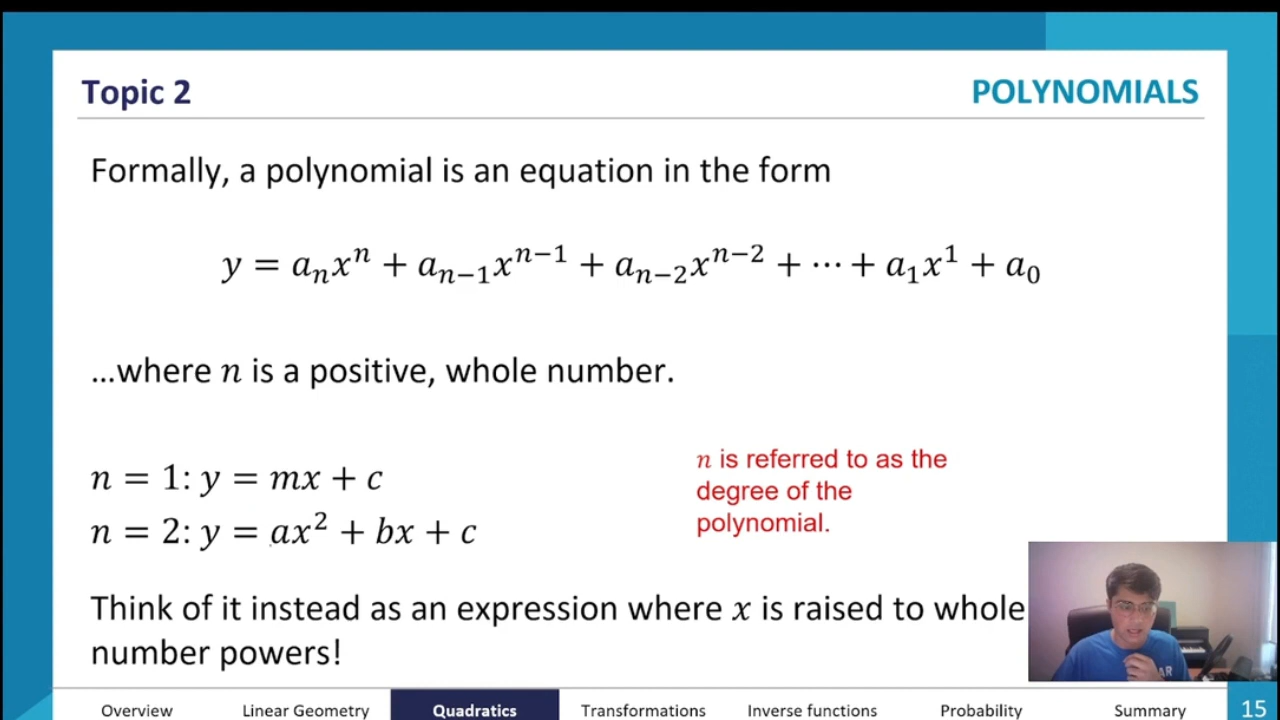 Topic 2
POLYNOMIALS
Formally, a polynomial is an equation in the form
y = aₙxⁿ + aₙ₋₁xⁿ⁻¹ + aₙ₋₂xⁿ⁻² + ⋯ + a₁x¹ + a₀
…where n is a positive, whole number.
n = 1: y = mx + c
n = 2: y = ax² + bx + c
n is referred to as the
degree of the
polynomial.
Think of it instead as an expression where x is raised to whole
number powers!
AR
Overview
Linear Geometry
Quadratics
Transformations
Inverse functions
Probability
Summary
15